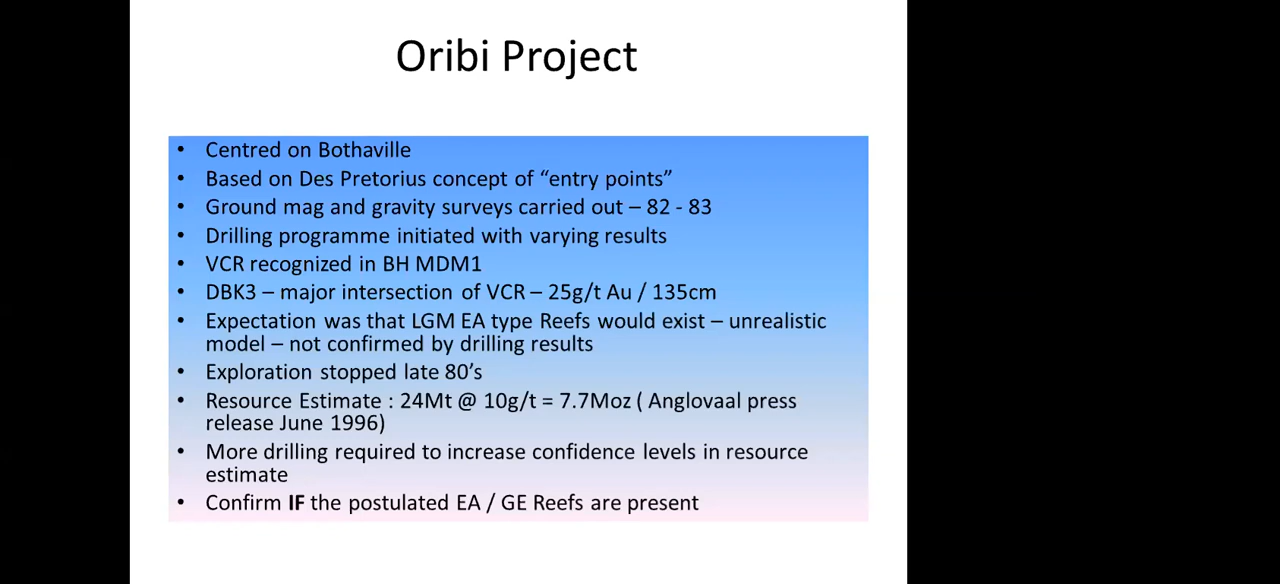 Oribi Project
• Centred on Bothaville
• Based on Des Pretorius concept of “entry points”
• Ground mag and gravity surveys carried out – 82 - 83
• Drilling programme initiated with varying results
• VCR recognized in BH MDM1
• DBK3 – major intersection of VCR – 25g/t Au / 135cm
• Expectation was that LGM EA type Reefs would exist – unrealistic
model – not confirmed by drilling results
• Exploration stopped late 80’s
• Resource Estimate : 24Mt @ 10g/t = 7.7Moz ( Anglovaal press
release June 1996)
• More drilling required to increase confidence levels in resource
estimate
• Confirm IF the postulated EA / GE Reefs are present